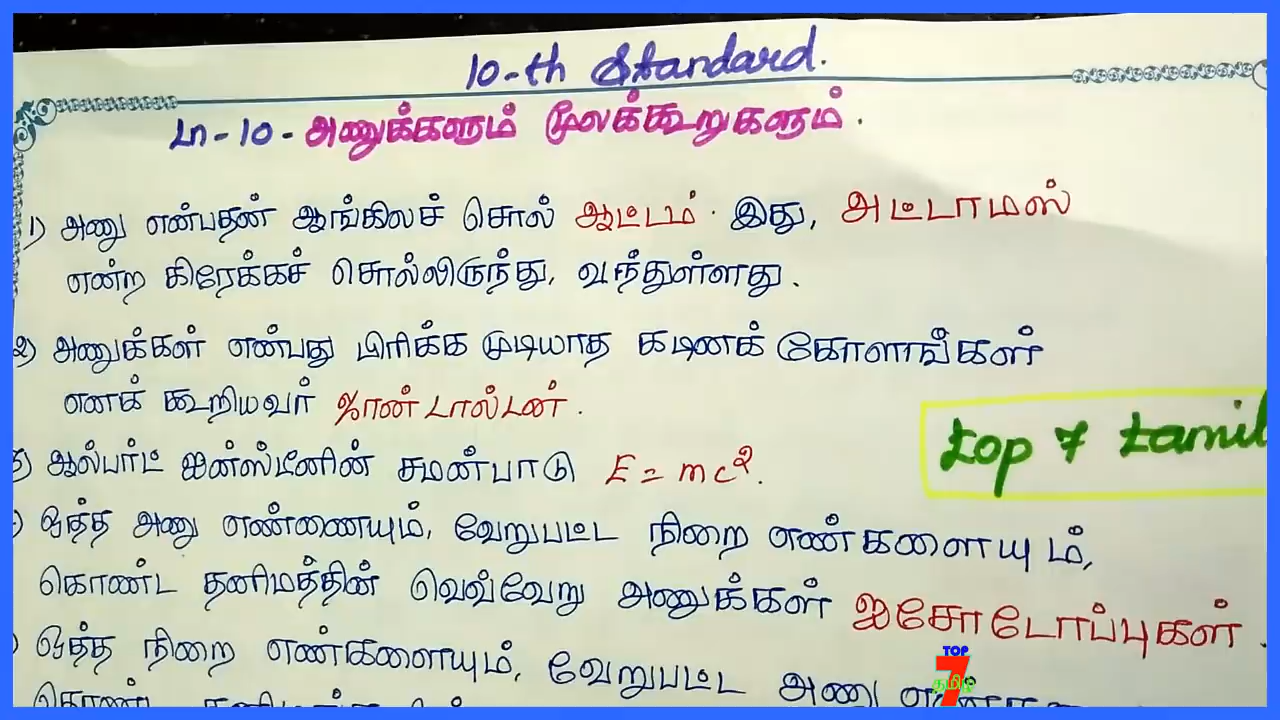 10-th Standard.
பா-10-அணுக்களும் மூலக்கூறுகளும்.
1) அணு என்பதன் ஆங்கிலச் சொல் ஆட்டம். இது, அட்டாமஸ்
என்ற கிரேக்கச் சொல்லிருந்து, வந்துள்ளது.
2) அணுக்கள் என்பது பிரிக்க முடியாத கடினக் கோளாங்கள்
எனக் கூறியவர் ஜான் டால்டன்.
top 7 tamil
3) ஆல்பர்ட் ஐன்ஸ்டீனின் சமன்பாடு E = mc².
) ஒத்த அணு எண்ணையும், வேறுபட்ட நிறை எண்களையும்,
கொண்ட தனிமத்தின் வெவ்வேறு அணுக்கள் ஐசோடோப்புகள்.
) ஒத்த நிறை எண்களையும், வேறுபட்ட அணு
TOP
7
தமிழ்
கொண்ட